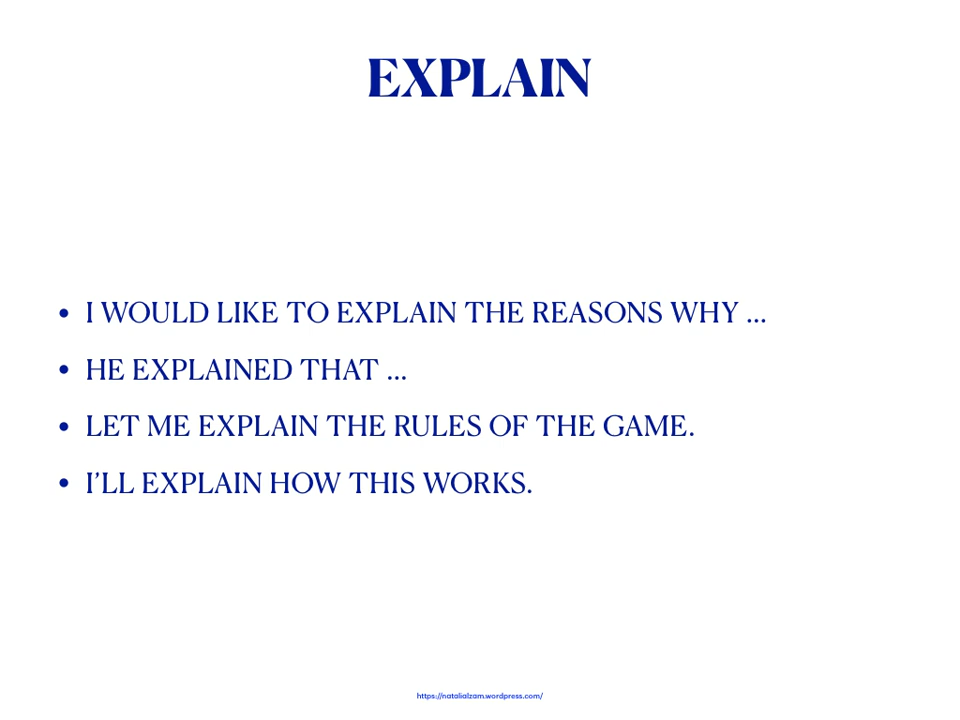 EXPLAIN
• I WOULD LIKE TO EXPLAIN THE REASONS WHY ...
• HE EXPLAINED THAT ...
• LET ME EXPLAIN THE RULES OF THE GAME.
• I’LL EXPLAIN HOW THIS WORKS.
https://natalialzam.wordpress.com/